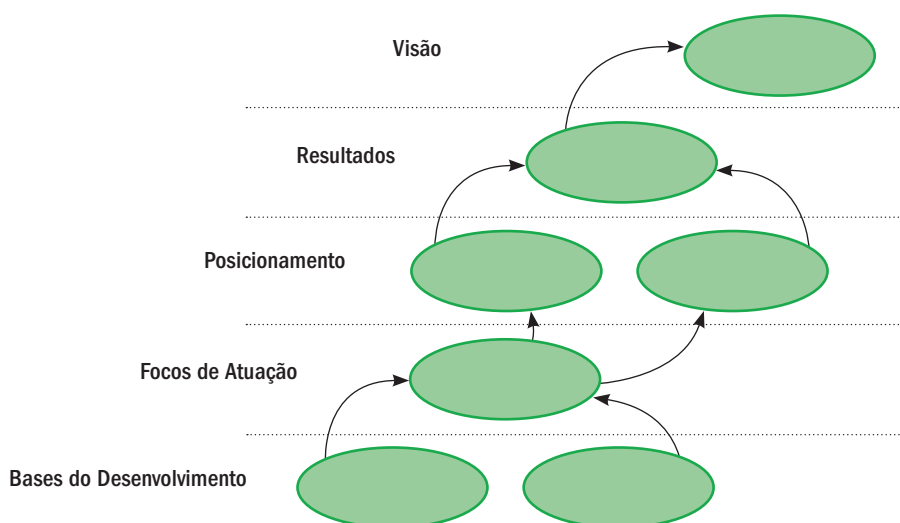 Visão
Resultados
Posicionamento
Focos de Atuação
Bases do Desenvolvimento